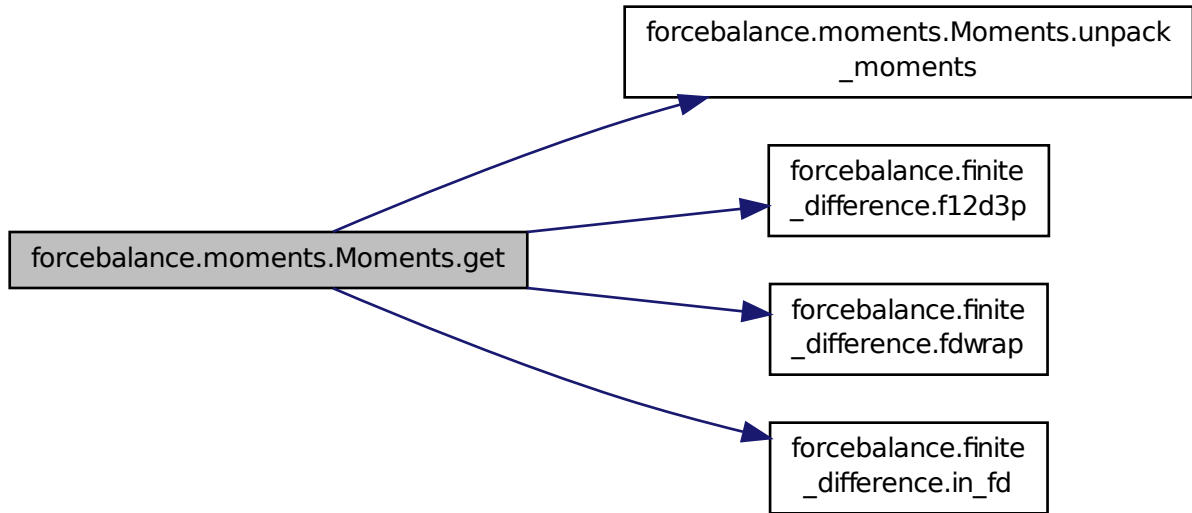 forcebalance.moments.Moments.unpack
_moments
forcebalance.finite
_difference.f12d3p
forcebalance.moments.Moments.get
forcebalance.finite
_difference.fdwrap
forcebalance.finite
_difference.in_fd